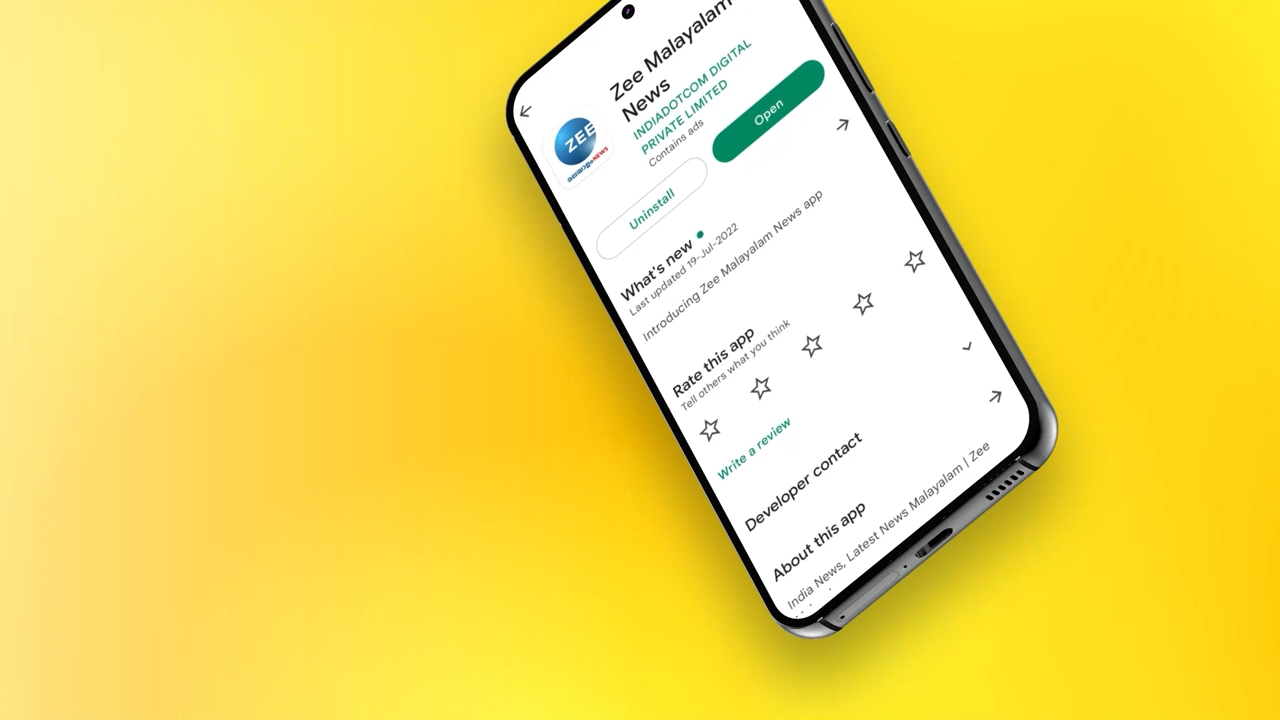 Zee Malayalam
News
INDIADOTCOM DIGITAL
PRIVATE LIMITED
Contains ads
ZEE
മലയാളം NEWS
Uninstall
Open
What's new
Last updated 19-Jul-2022
Introducing Zee Malayalam News app
Rate this app
Tell others what you think
Write a review
Developer contact
About this app
India News, Latest News Malayalam | Zee